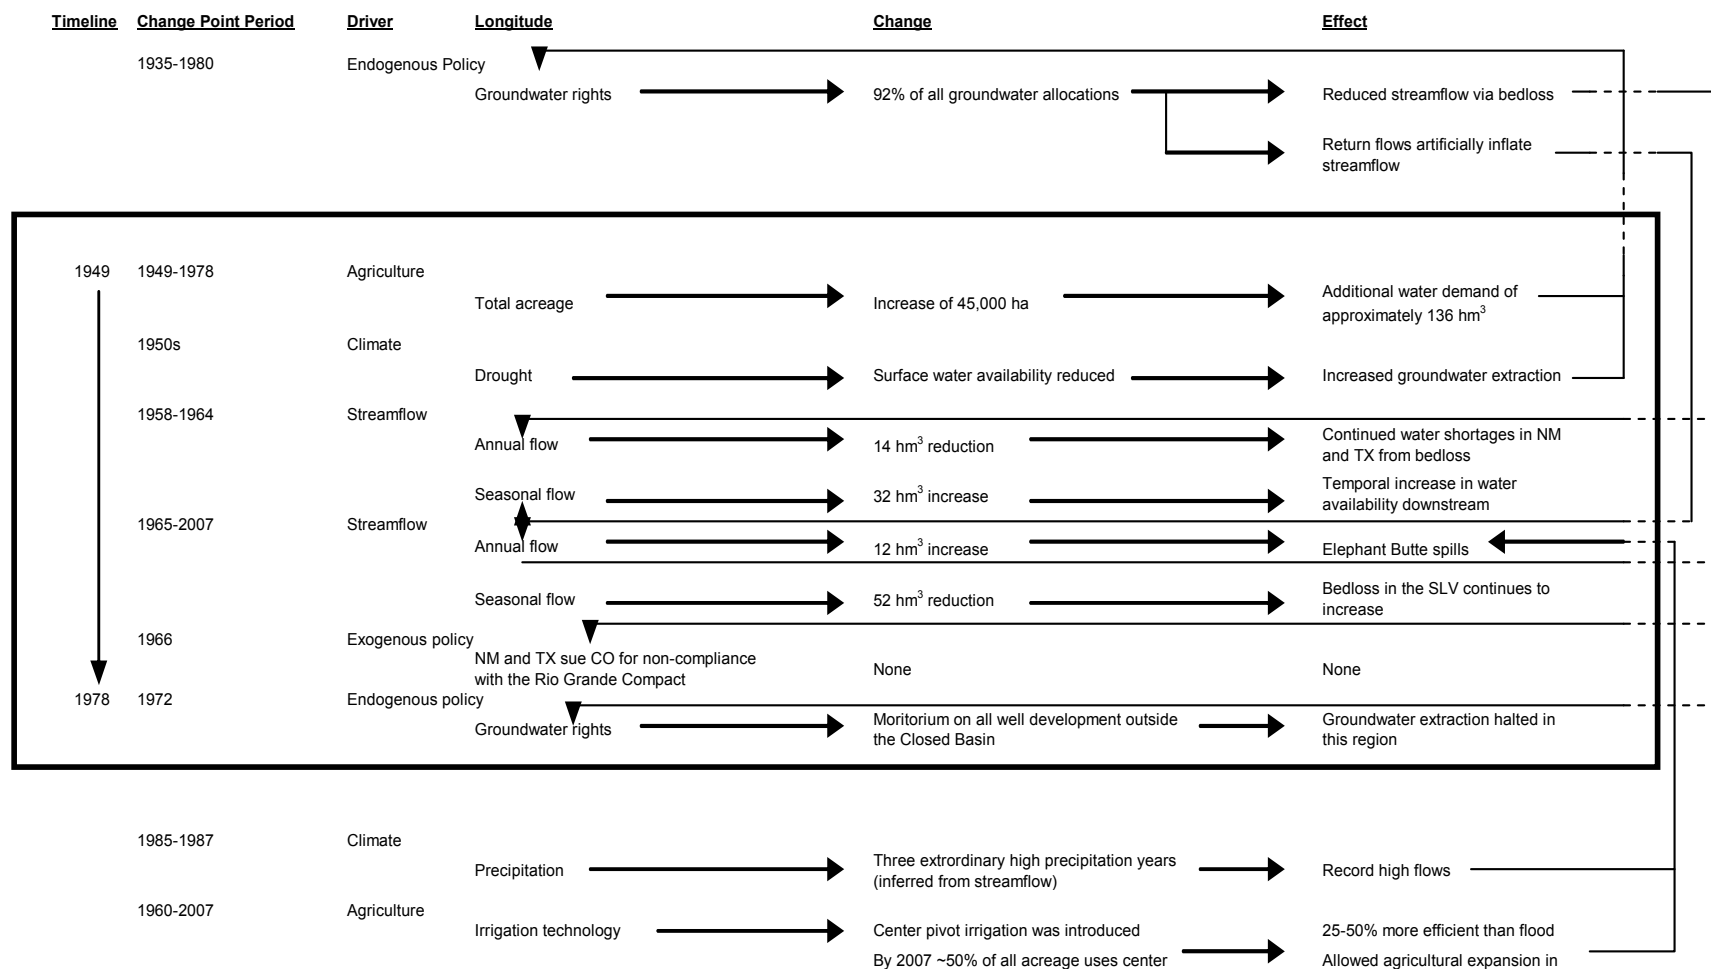 Timeline Change Point Period Driver Longitude Change Effect
1935-1980 Endogenous Policy
Groundwater rights 92% of all groundwater allocations Reduced streamflow via bedloss
Return flows artificially inflate
streamflow
1949 1949-1978 Agriculture
Total acreage Increase of 45,000 ha Additional water demand of
approximately 136 hm³
1950s Climate
Drought Surface water availability reduced Increased groundwater extraction
1958-1964 Streamflow
Annual flow 14 hm³ reduction Continued water shortages in NM
and TX from bedloss
Seasonal flow 32 hm³ increase Temporal increase in water
availability downstream
1965-2007 Streamflow
Annual flow 12 hm³ increase Elephant Butte spills
Seasonal flow 52 hm³ reduction Bedloss in the SLV continues to
increase
1966 Exogenous policy
NM and TX sue CO for non-compliance
with the Rio Grande Compact None None
1978 1972 Endogenous policy
Groundwater rights Moritorium on all well development outside
the Closed Basin Groundwater extraction halted in
this region
1985-1987 Climate
Precipitation Three extrordinary high precipitation years
(inferred from streamflow) Record high flows
1960-2007 Agriculture
Irrigation technology Center pivot irrigation was introduced 25-50% more efficient than flood
By 2007 ~50% of all acreage uses center Allowed agricultural expansion in